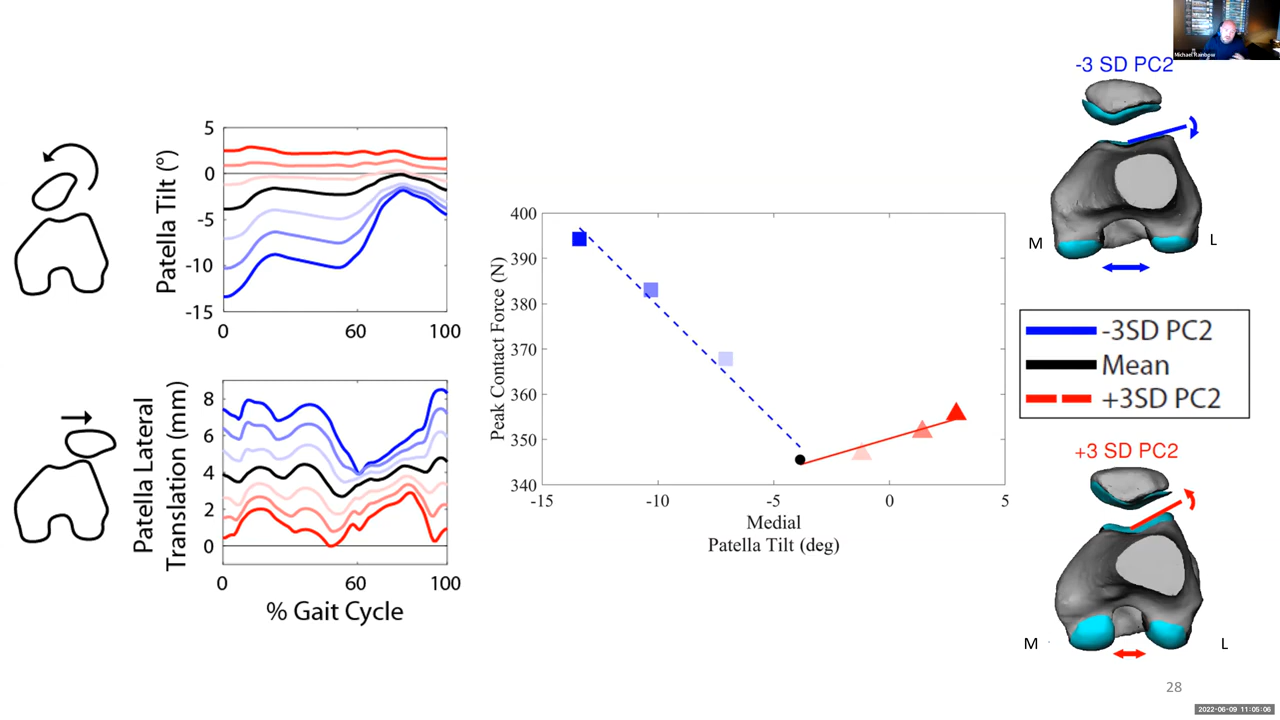 Michael Rainbow
-3 SD PC2
M
L
Patella Tilt (°)
5
0
-5
-10
-15
0
60
100
Patella Lateral
Translation (mm)
8
6
4
2
0
0
60
100
% Gait Cycle
Peak Contact Force (N)
400
390
380
370
360
350
340
-15
-10
-5
0
5
Medial
Patella Tilt (deg)
-3SD PC2
Mean
+3SD PC2
+3 SD PC2
M
L
28
2022-06-09 11:05:06